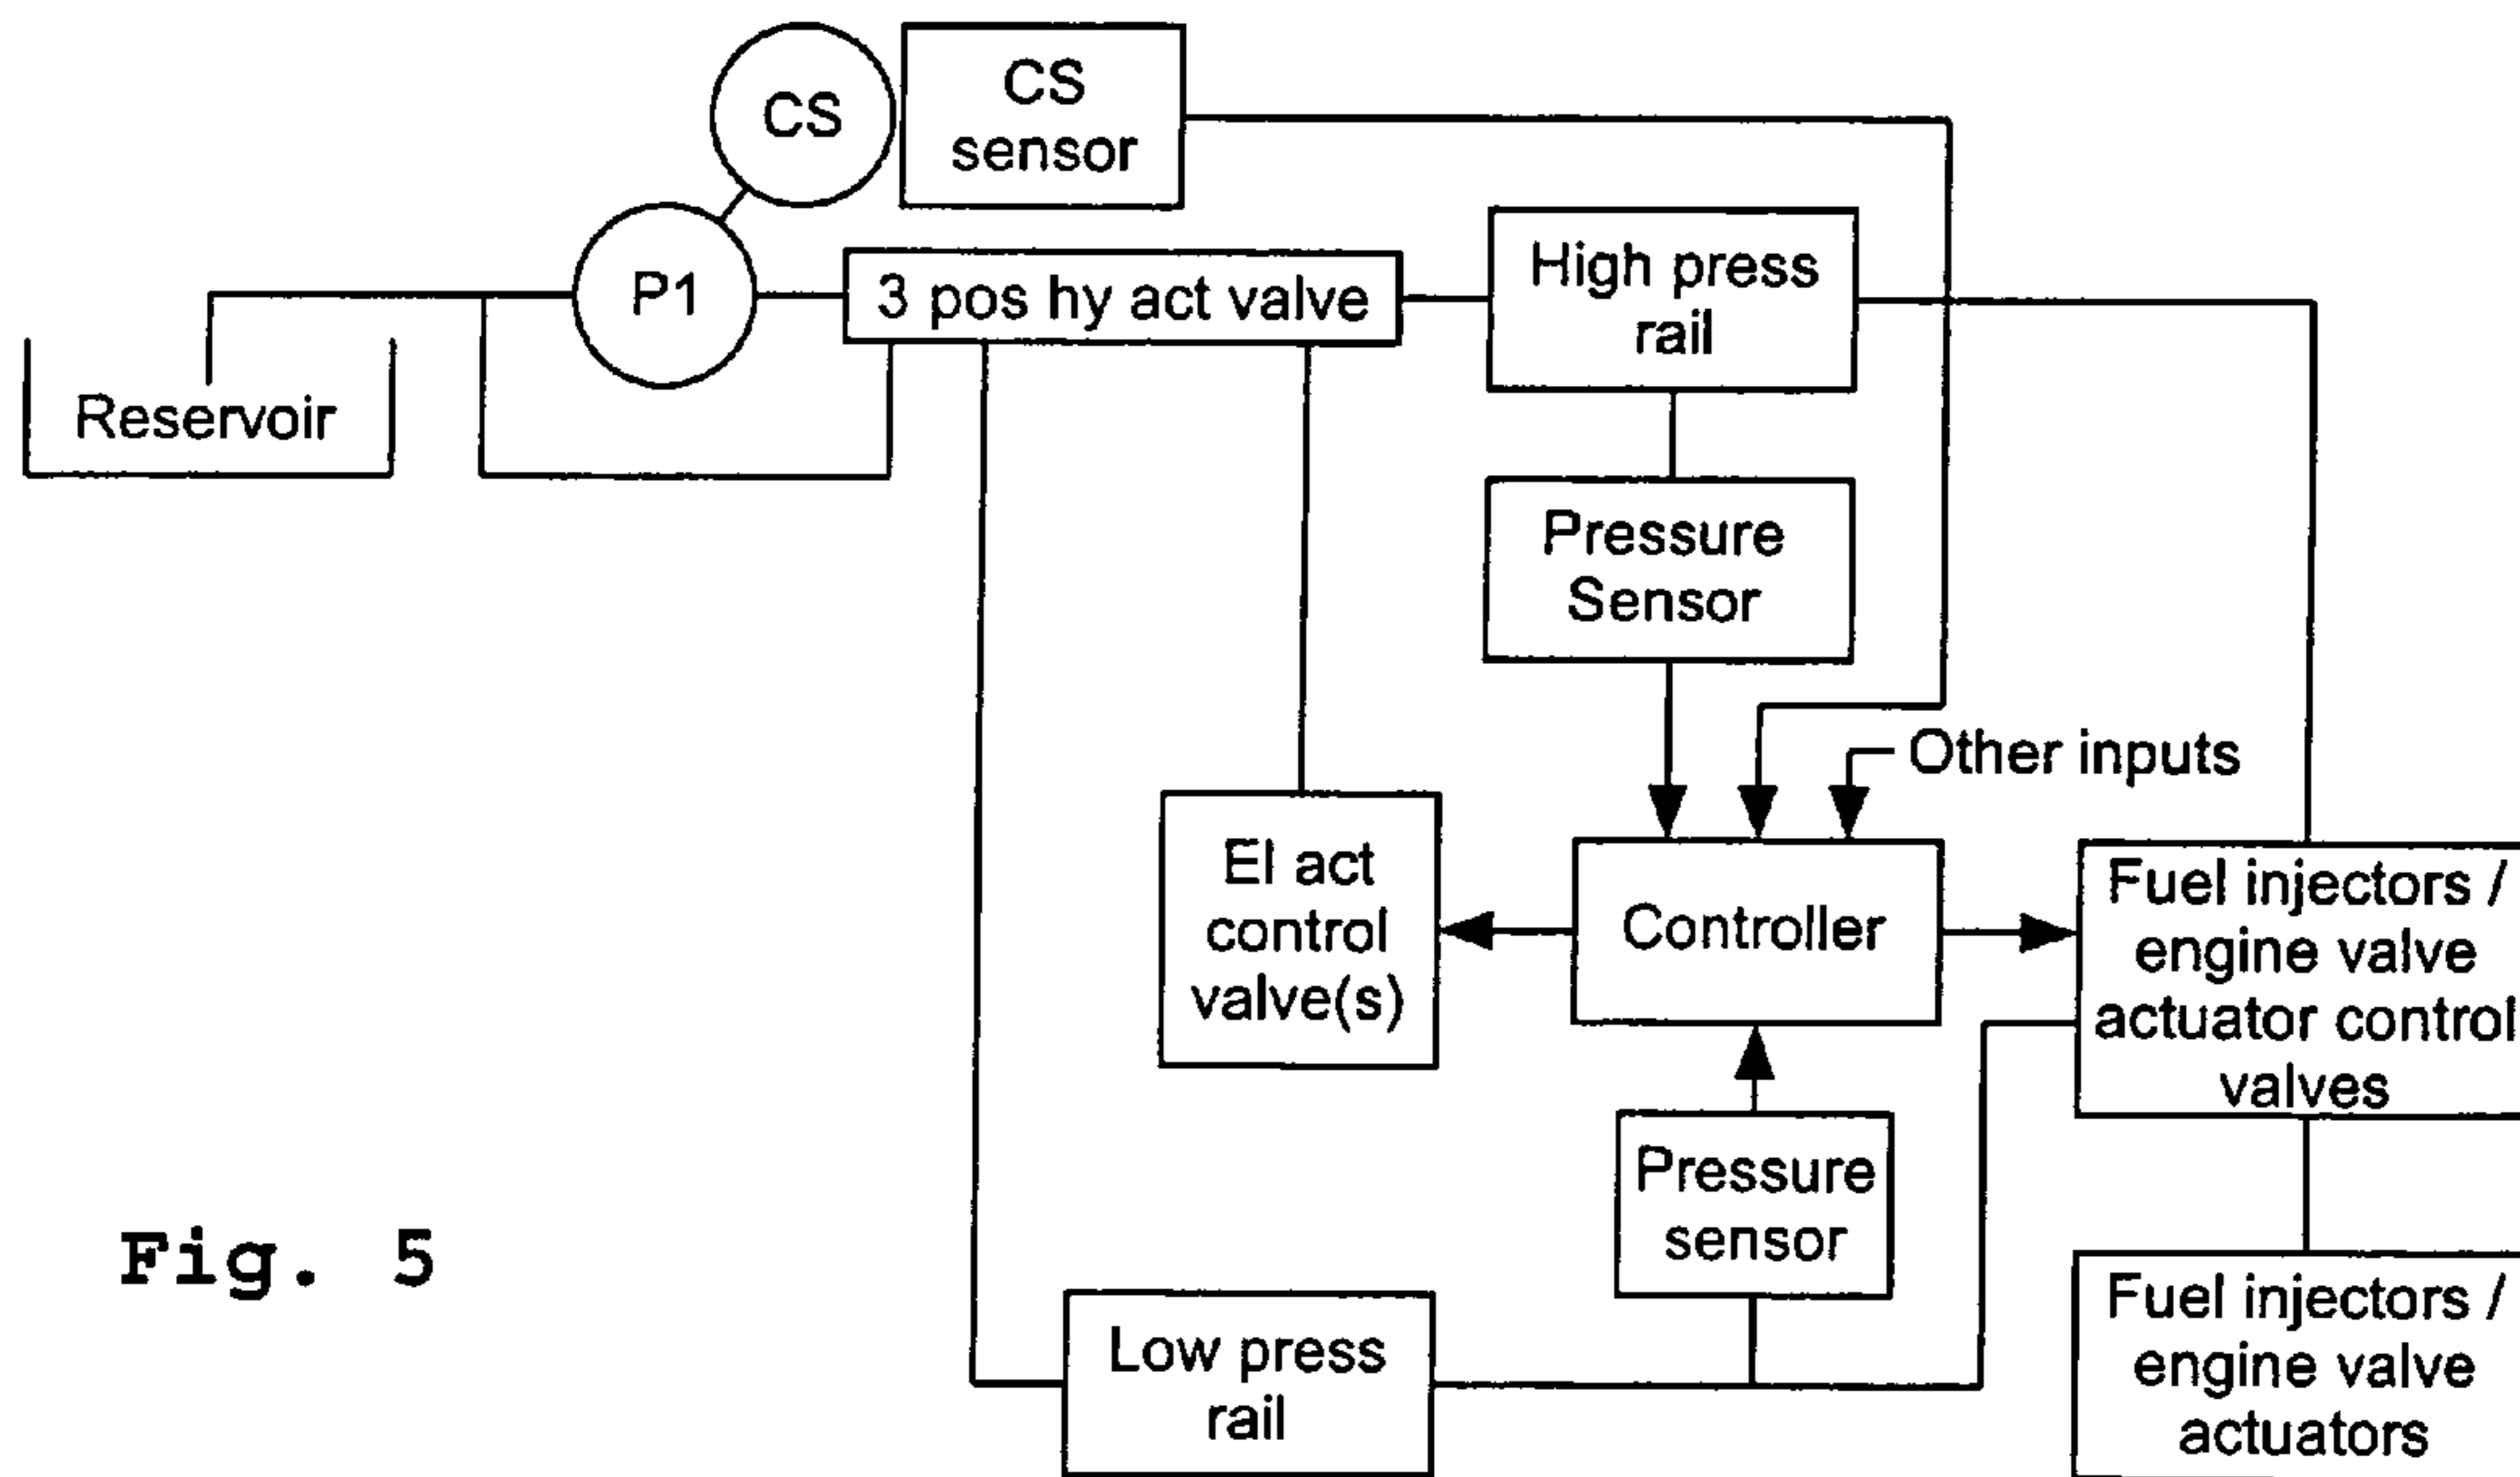 CS
CS
sensor
P1
3 pos hy act valve
High press
rail
Reservoir
Pressure
Sensor
Other inputs
El act
control
valve(s)
Controller
Fuel injectors /
engine valve
actuator control
valves
Pressure
sensor
Fig. 5
Low press
rail
Fuel injectors /
engine valve
actuators